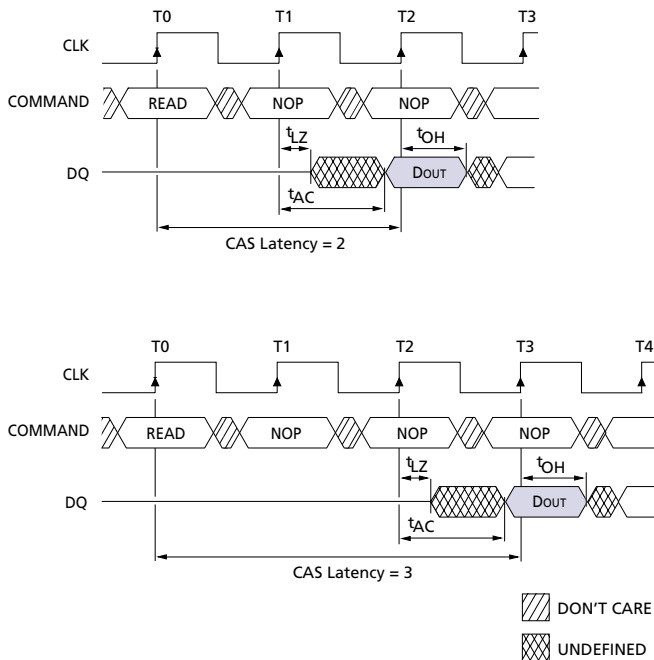 T0 T1 T2 T3
CLK
COMMAND READ NOP NOP
tLZ tOH
DQ DOUT
tAC
CAS Latency = 2
T0 T1 T2 T3 T4
CLK
COMMAND READ NOP NOP NOP
tLZ tOH
DQ DOUT
tAC
CAS Latency = 3
DON'T CARE
UNDEFINED